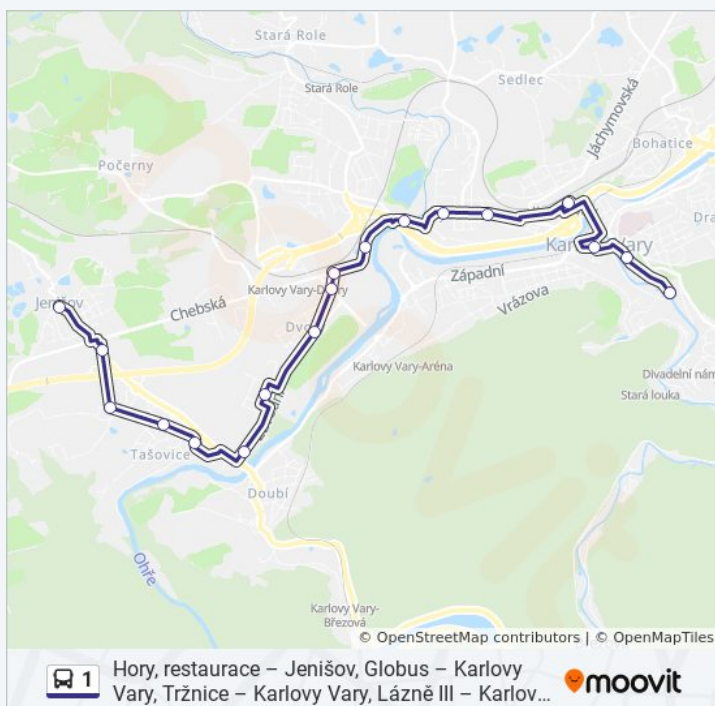 Stará Role
Sedlec
Stará Role
Jáchymovská
Bohatice
Počerny
Karlovy Vary
Západní
Jenišov
Chebská
Karlovy Vary-Dvory
Vrázova
Karlovy Vary-Aréna
Divadelní nám
Stará louka
Tašovice
Doubí
Ohře
Karlovy Vary-
Březová
© OpenStreetMap contributors | © OpenMapTiles
1
Hory, restaurace – Jenišov, Globus – Karlovy
Vary, Tržnice – Karlovy Vary, Lázně III – Karlov...
moovit